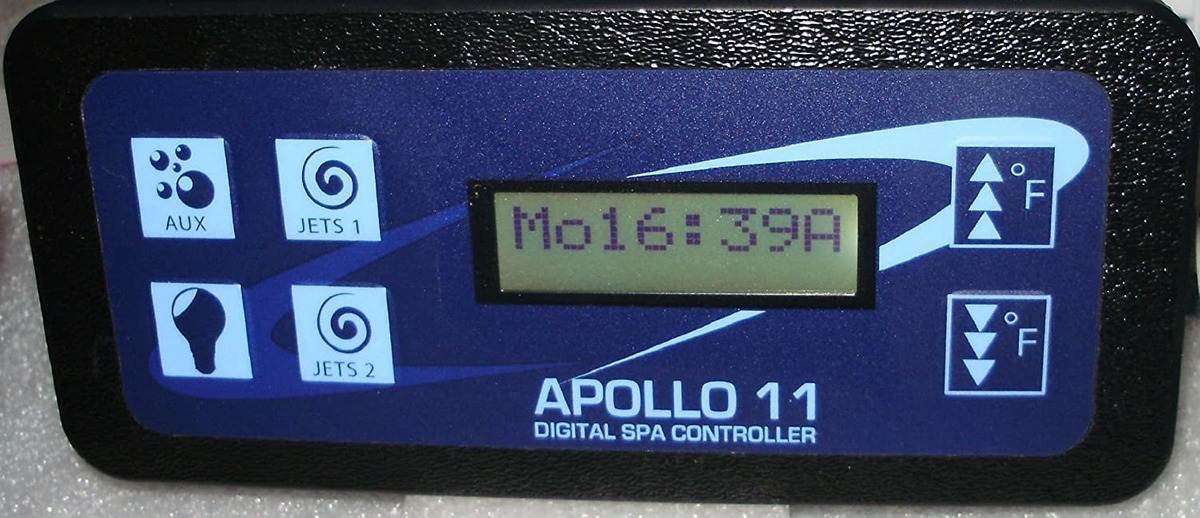 AUX
JETS 1
Mo16:39A
°F
JETS 2
°F
APOLLO 11
DIGITAL SPA CONTROLLER